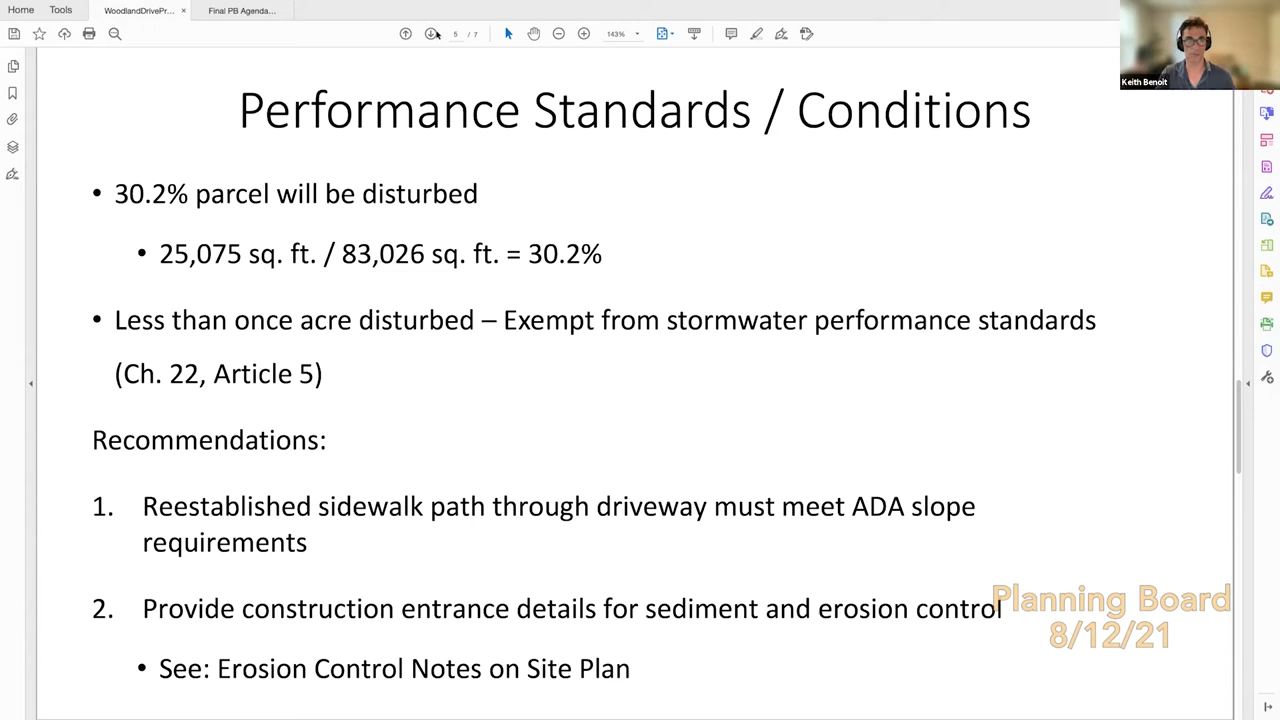 Home Tools WoodlandDrivePr... × Final PB Agenda...
5 / 7 143%
Keith Benoit
Performance Standards / Conditions
• 30.2% parcel will be disturbed
• 25,075 sq. ft. / 83,026 sq. ft. = 30.2%
• Less than once acre disturbed – Exempt from stormwater performance standards
(Ch. 22, Article 5)
Recommendations:
1. Reestablished sidewalk path through driveway must meet ADA slope
requirements
2. Provide construction entrance details for sediment and erosion control
• See: Erosion Control Notes on Site Plan
Planning Board
8/12/21